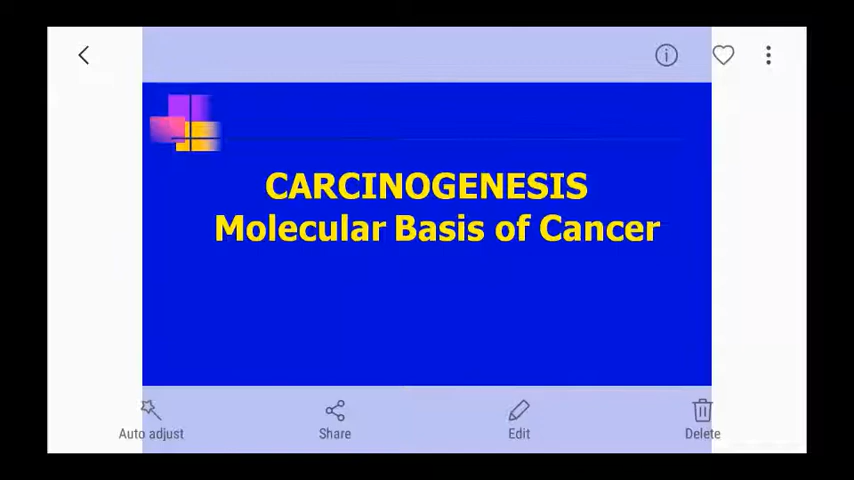 CARCINOGENESIS
Molecular Basis of Cancer
Auto adjust
Share
Edit
Delete